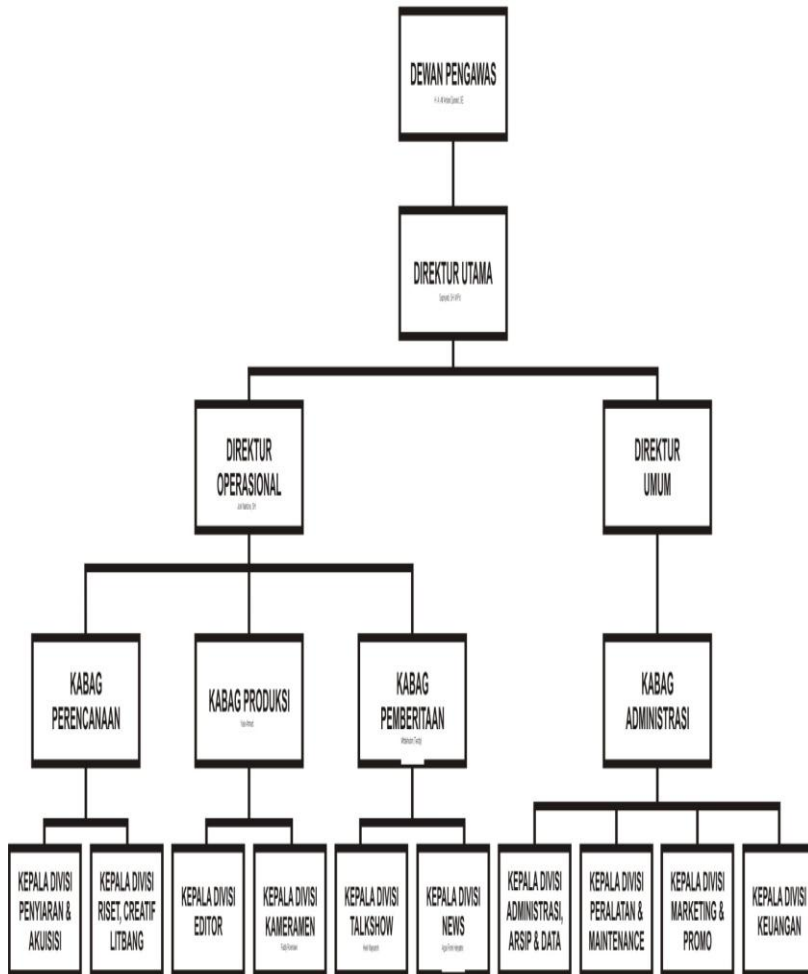 DEWAN PENGAWAS
DIREKTUR UTAMA
DIREKTUR
OPERASIONAL
DIREKTUR
UMUM
KABAG
PERENCANAAN
KABAG PRODUKSI
KABAG
PEMBERITAAN
KABAG
ADMINISTRASI
KEPALA DIVISI
PENYIARAN &
AKUISISI
KEPALA DIVISI
RISET, CREATIF
LITBANG
KEPALA DIVISI
EDITOR
KEPALA DIVISI
KAMERAMEN
KEPALA DIVISI
TALKSHOW
KEPALA DIVISI
NEWS
KEPALA DIVISI
ADMINISTRASI,
ARSIP & DATA
KEPALA DIVISI
PERALATAN &
MAINTENANCE
KEPALA DIVISI
MARKETING &
PROMO
KEPALA DIVISI
KEUANGAN